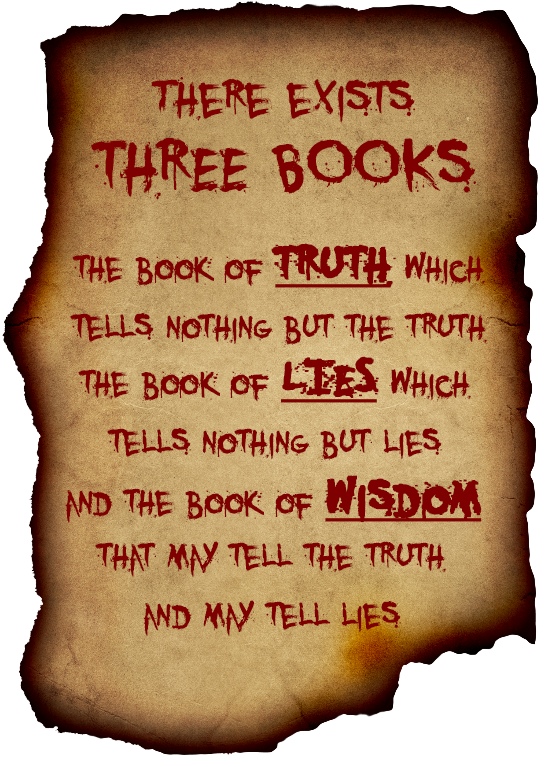 THERE EXISTS
THREE BOOKS
THE BOOK OF TRUTH WHICH
TELLS NOTHING BUT THE TRUTH
THE BOOK OF LIES WHICH
TELLS NOTHING BUT LIES
AND THE BOOK OF WISDOM
THAT MAY TELL THE TRUTH
AND MAY TELL LIES